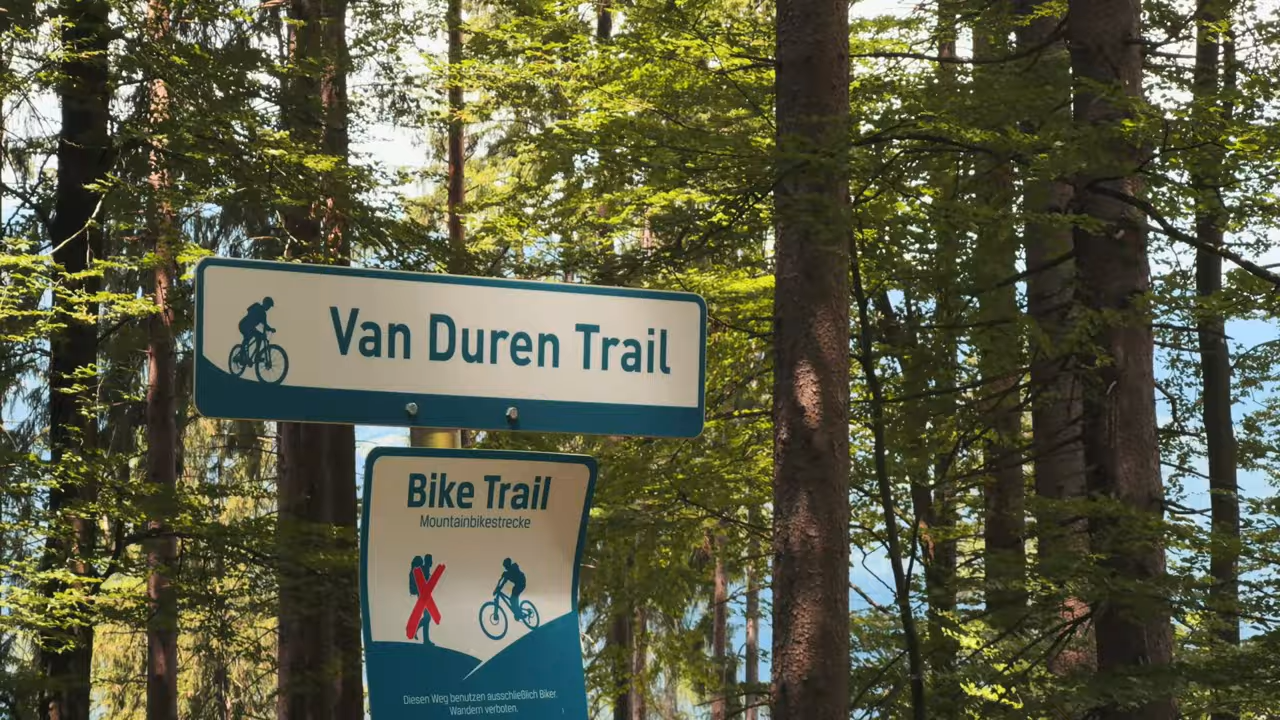 Van Duren Trail
Bike Trail
Mountainbikestrecke
Diesen Weg benutzen ausschließlich Biker.
Wandern verboten.